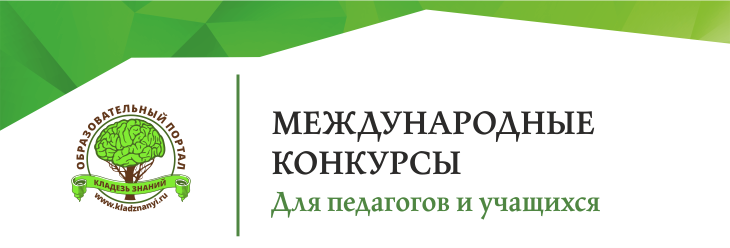 ОБРАЗОВАТЕЛЬНЫЙ ПОРТАЛ
КЛАДЕЗЬ ЗНАНИЙ
www.kladznanyi.ru
МЕЖДУНАРОДНЫЕ
КОНКУРСЫ
Для педагогов и учащихся